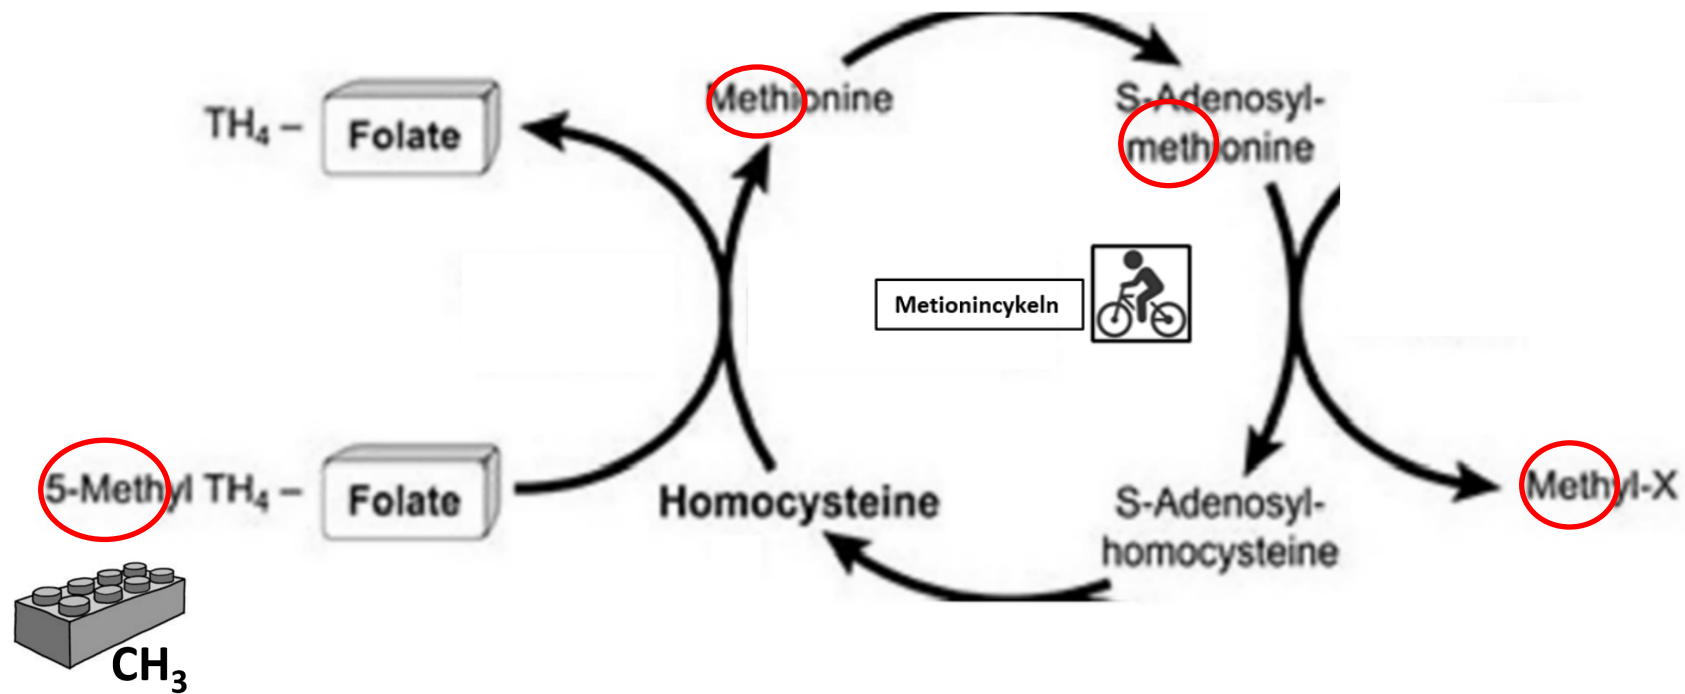 Methionine
S-Adenosyl-
methionine
TH₄ – Folate
Metionincykeln
5-Methyl TH₄ – Folate
Homocysteine
S-Adenosyl-
homocysteine
Methyl-X
CH₃